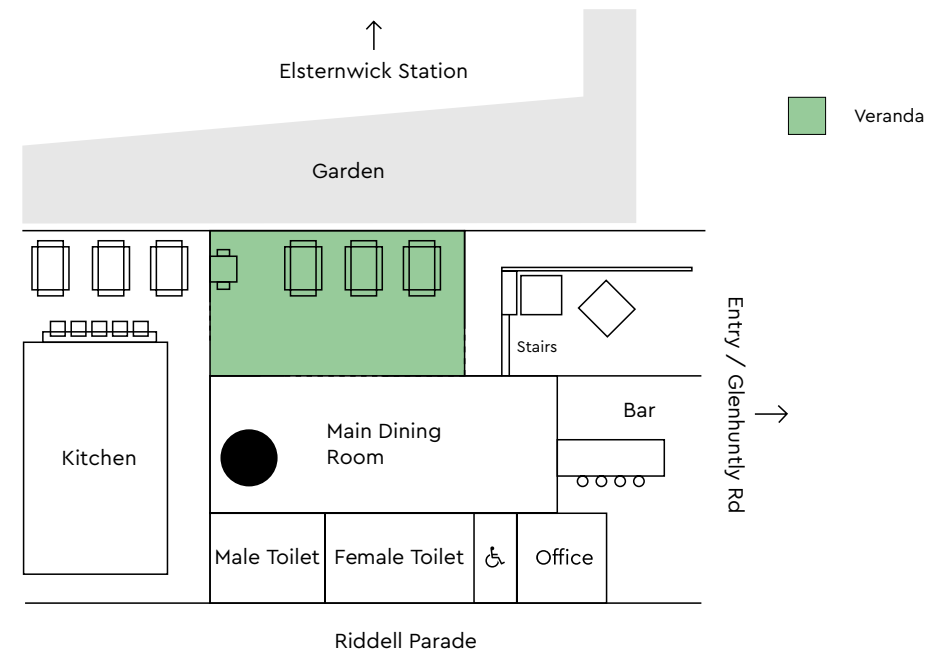 Elsternwick Station
Veranda
Garden
Stairs
Entry / Glenhuntly Rd
Bar
Main Dining
Room
Kitchen
Male Toilet
Female Toilet
Office
Riddell Parade